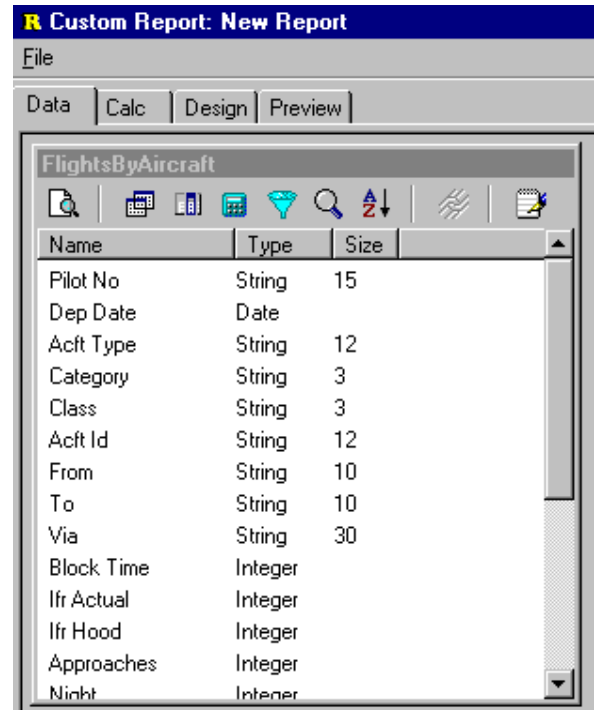 R Custom Report: New Report
File
Data Calc Design Preview
FlightsByAircraft
A Z
Name Type Size
Pilot No String 15
Dep Date Date
Acft Type String 12
Category String 3
Class String 3
Acft Id String 12
From String 10
To String 10
Via String 30
Block Time Integer
Ifr Actual Integer
Ifr Hood Integer
Approaches Integer
Night Integer